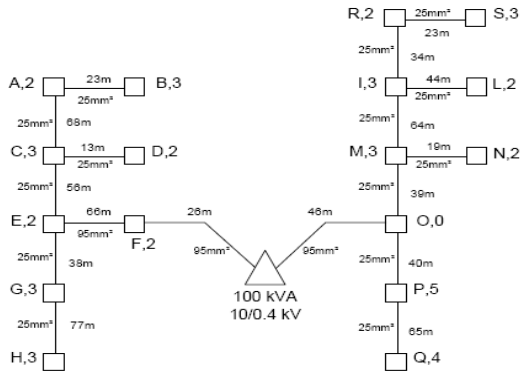 R,2 25mm² S,3
23m
25mm² 34m
A,2 23m B,3 I,3 44m L,2
25mm² 25mm²
25mm² 68m 25mm² 64m
C,3 13m D,2 M,3 19m N,2
25mm² 25mm²
25mm² 56m 25mm² 39m
E,2 66m 26m 46m O,0
95mm² F,2 95mm² 95mm²
25mm² 38m 25mm² 40m
G,3 100 kVA P,5
10/0.4 kV
25mm² 77m 25mm² 65m
H,3 Q,4